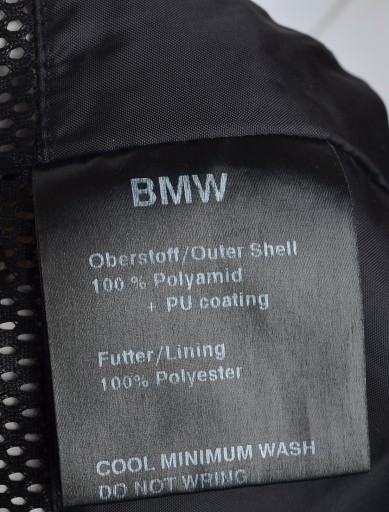 BMW
Oberstoff/Outer Shell
100 % Polyamid
+ PU coating
Futter/Lining
100% Polyester
COOL MINIMUM WASH
DO NOT WRING